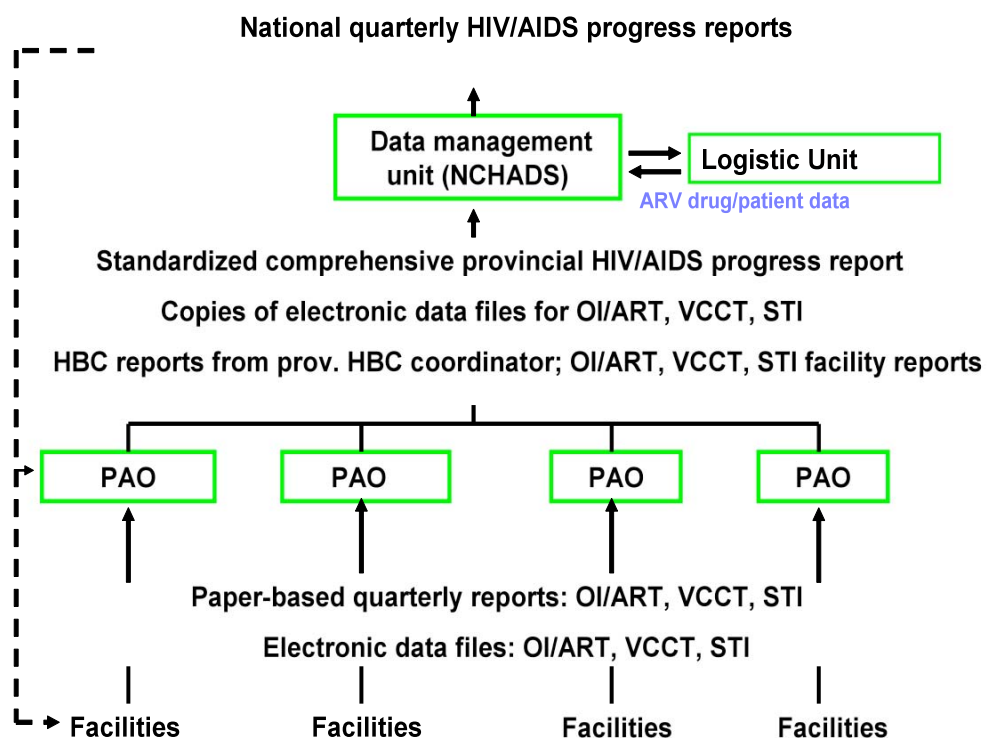 National quarterly HIV/AIDS progress reports
Data management
unit (NCHADS)
Logistic Unit
ARV drug/patient data
Standardized comprehensive provincial HIV/AIDS progress report
Copies of electronic data files for OI/ART, VCCT, STI
HBC reports from prov. HBC coordinator; OI/ART, VCCT, STI facility reports
PAO
PAO
PAO
PAO
Paper-based quarterly reports: OI/ART, VCCT, STI
Electronic data files: OI/ART, VCCT, STI
Facilities
Facilities
Facilities
Facilities